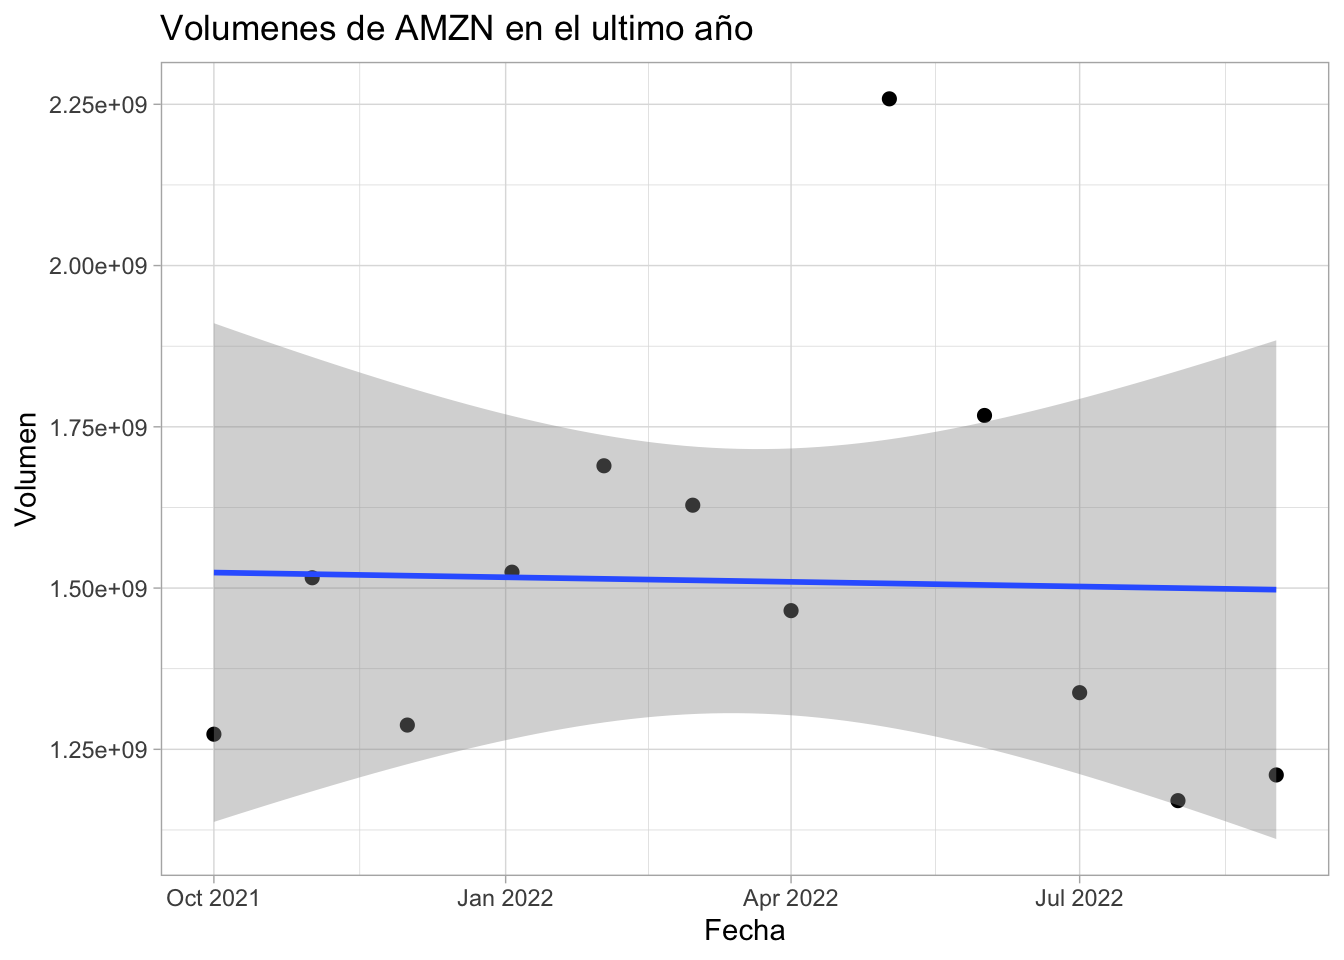 Volumenes de AMZN en el ultimo año
2.25e+09
2.00e+09
1.75e+09
1.50e+09
1.25e+09
Volumen
Oct 2021
Jan 2022
Apr 2022
Jul 2022
Fecha